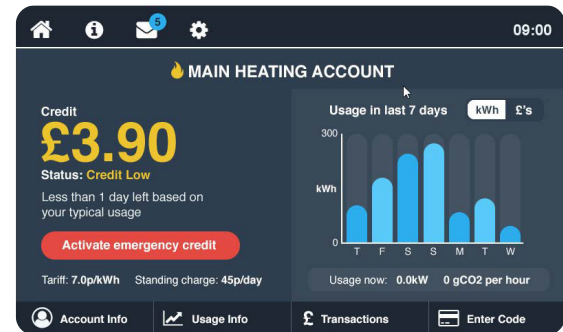 5
09:00
MAIN HEATING ACCOUNT
Credit
£3.90
Status: Credit Low
Less than 1 day left based on
your typical usage
Activate emergency credit
Tariff: 7.0p/kWh Standing charge: 45p/day
Usage in last 7 days
kWh £'s
300
kWh
0
T F S S M T W
Usage now: 0.0kW 0 gCO2 per hour
Account Info
Usage Info
£ Transactions
Enter Code